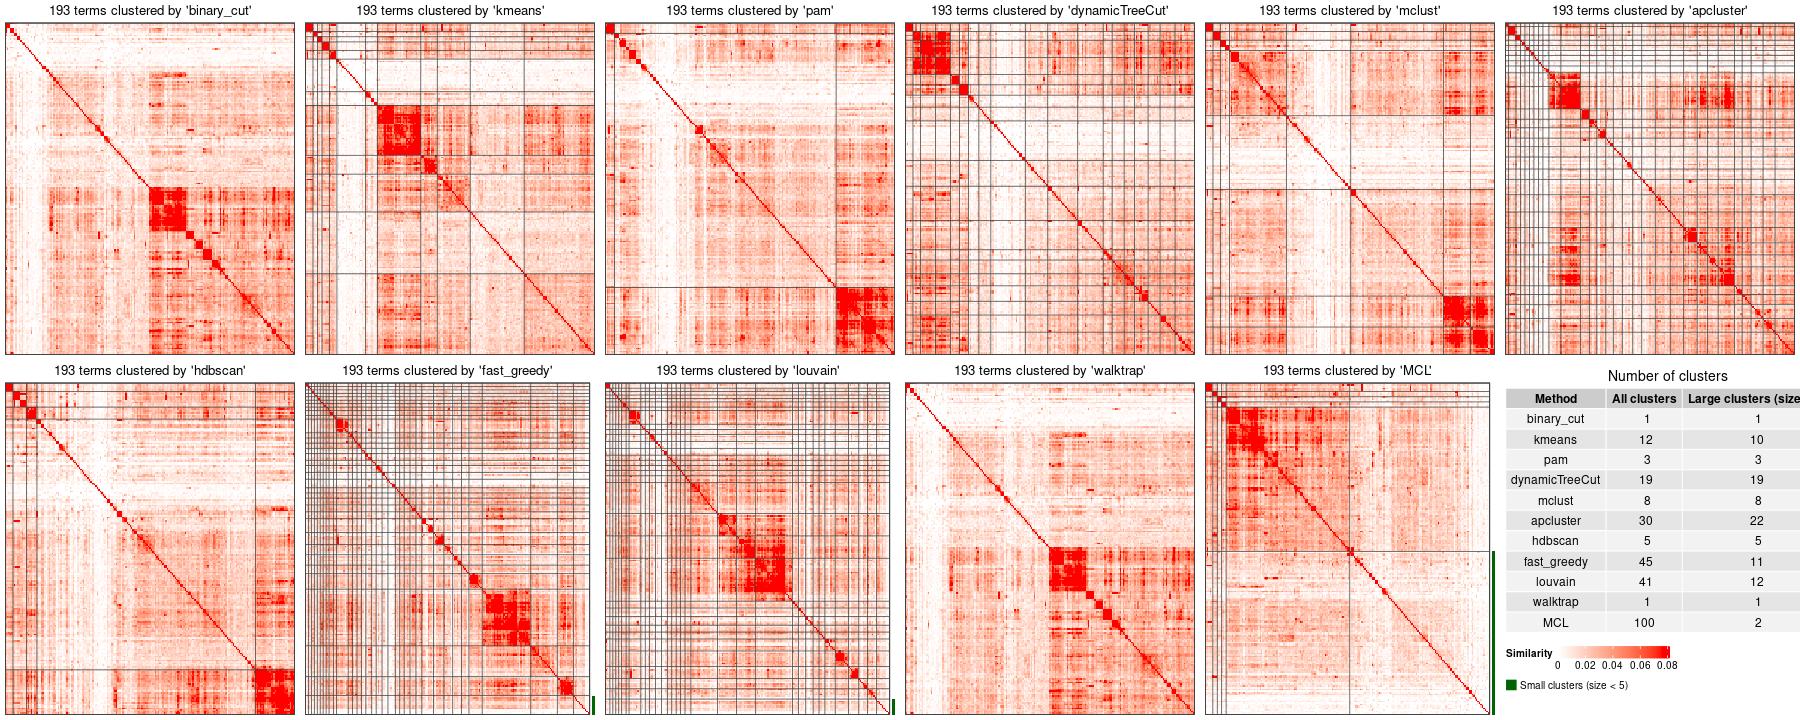 193 terms clustered by 'binary_cut'
193 terms clustered by 'kmeans'
193 terms clustered by 'pam'
193 terms clustered by 'dynamicTreeCut'
193 terms clustered by 'mclust'
193 terms clustered by 'apcluster'
193 terms clustered by 'hdbscan'
193 terms clustered by 'fast_greedy'
193 terms clustered by 'louvain'
193 terms clustered by 'walktrap'
193 terms clustered by 'MCL'
Number of clusters
Method All clusters Large clusters (size
binary_cut 1 1
kmeans 12 10
pam 3 3
dynamicTreeCut 19 19
mclust 8 8
apcluster 30 22
hdbscan 5 5
fast_greedy 45 11
louvain 41 12
walktrap 1 1
MCL 100 2
Similarity
0 0.02 0.04 0.06 0.08
Small clusters (size < 5)